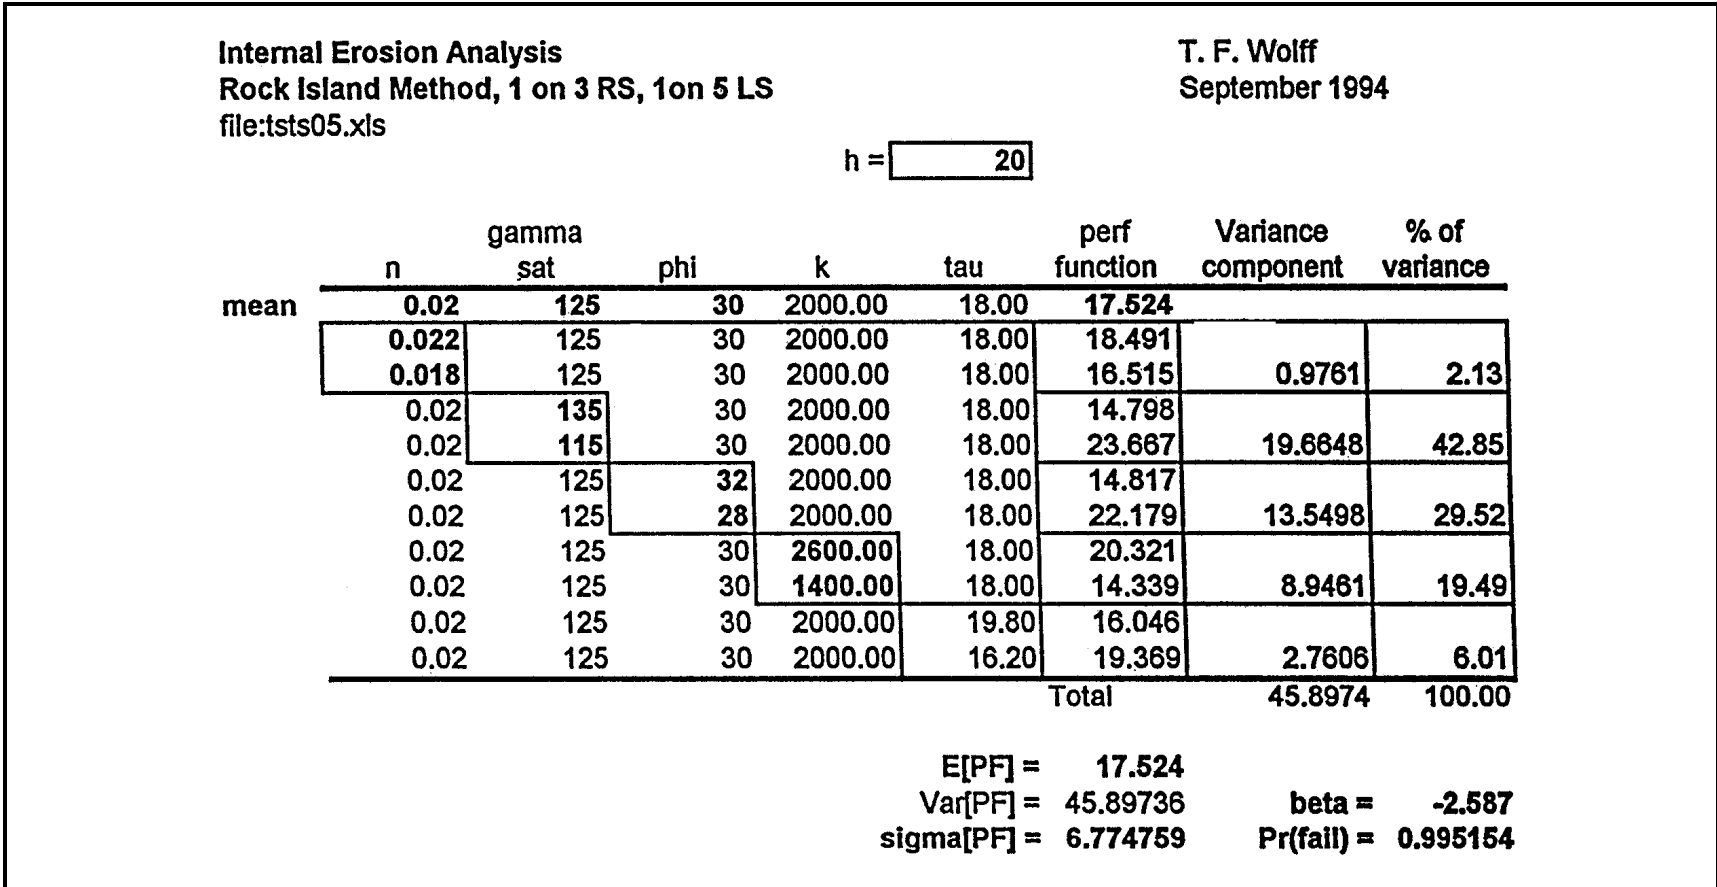 Internal Erosion Analysis T. F. Wolff
Rock Island Method, 1 on 3 RS, 1on 5 LS September 1994
file:tsts05.xls
h = 20
gamma perf Variance % of
n sat phi k tau function component variance
mean 0.02 125 30 2000.00 18.00 17.524
0.022 125 30 2000.00 18.00 18.491
0.018 125 30 2000.00 18.00 16.515 0.9761 2.13
0.02 135 30 2000.00 18.00 14.798
0.02 115 30 2000.00 18.00 23.667 19.6648 42.85
0.02 125 32 2000.00 18.00 14.817
0.02 125 28 2000.00 18.00 22.179 13.5498 29.52
0.02 125 30 2600.00 18.00 20.321
0.02 125 30 1400.00 18.00 14.339 8.9461 19.49
0.02 125 30 2000.00 19.80 16.046
0.02 125 30 2000.00 16.20 19.369 2.7606 6.01
Total 45.8974 100.00
E[PF] = 17.524
Var[PF] = 45.89736 beta = -2.587
sigma[PF] = 6.774759 Pr(fail) = 0.995154